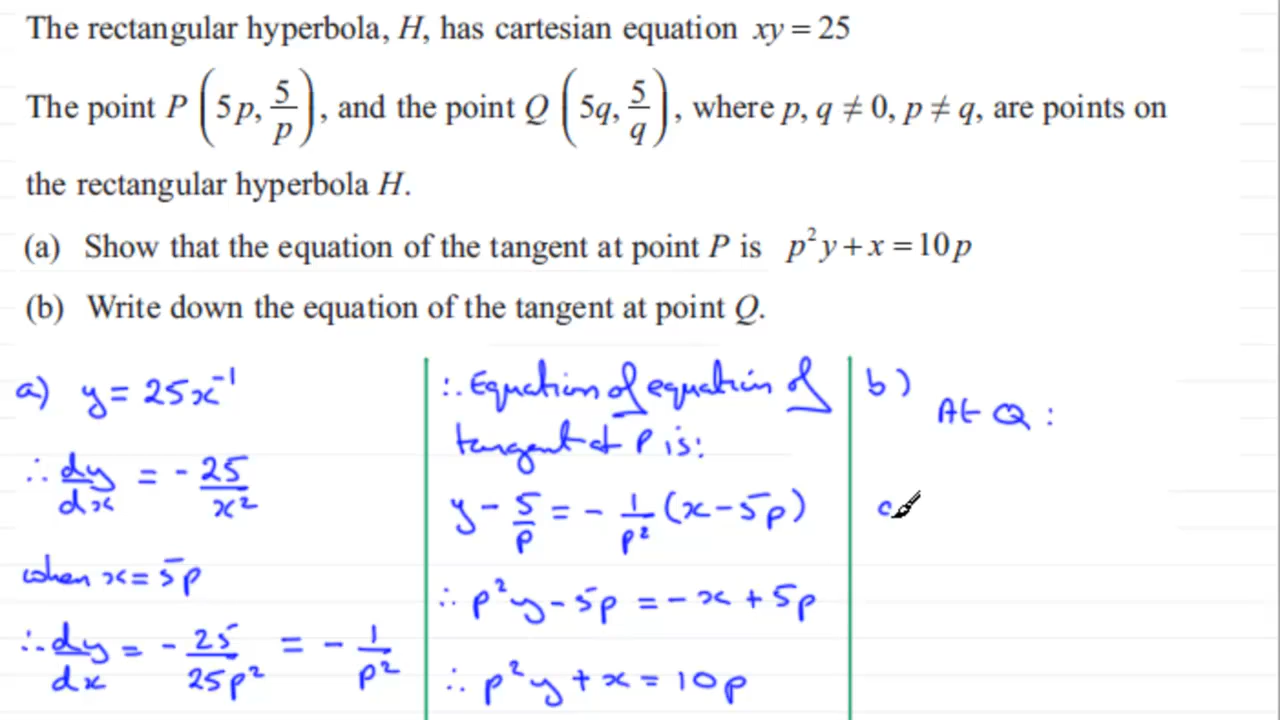 The rectangular hyperbola, H, has cartesian equation xy = 25
The point P (5p, 5/p), and the point Q (5q, 5/q), where p, q ≠ 0, p ≠ q, are points on
the rectangular hyperbola H.
(a) Show that the equation of the tangent at point P is p²y + x = 10p
(b) Write down the equation of the tangent at point Q.
a) y = 25x⁻¹
∴ dy/dx = - 25/x²
when x = 5p
∴ dy/dx = - 25/25p² = - 1/p²
∴ Equation of equation of
tangent at P is:
y - 5/p = - 1/p² (x - 5p)
∴ p²y - 5p = -x + 5p
∴ p²y + x = 10p
b)
At Q: